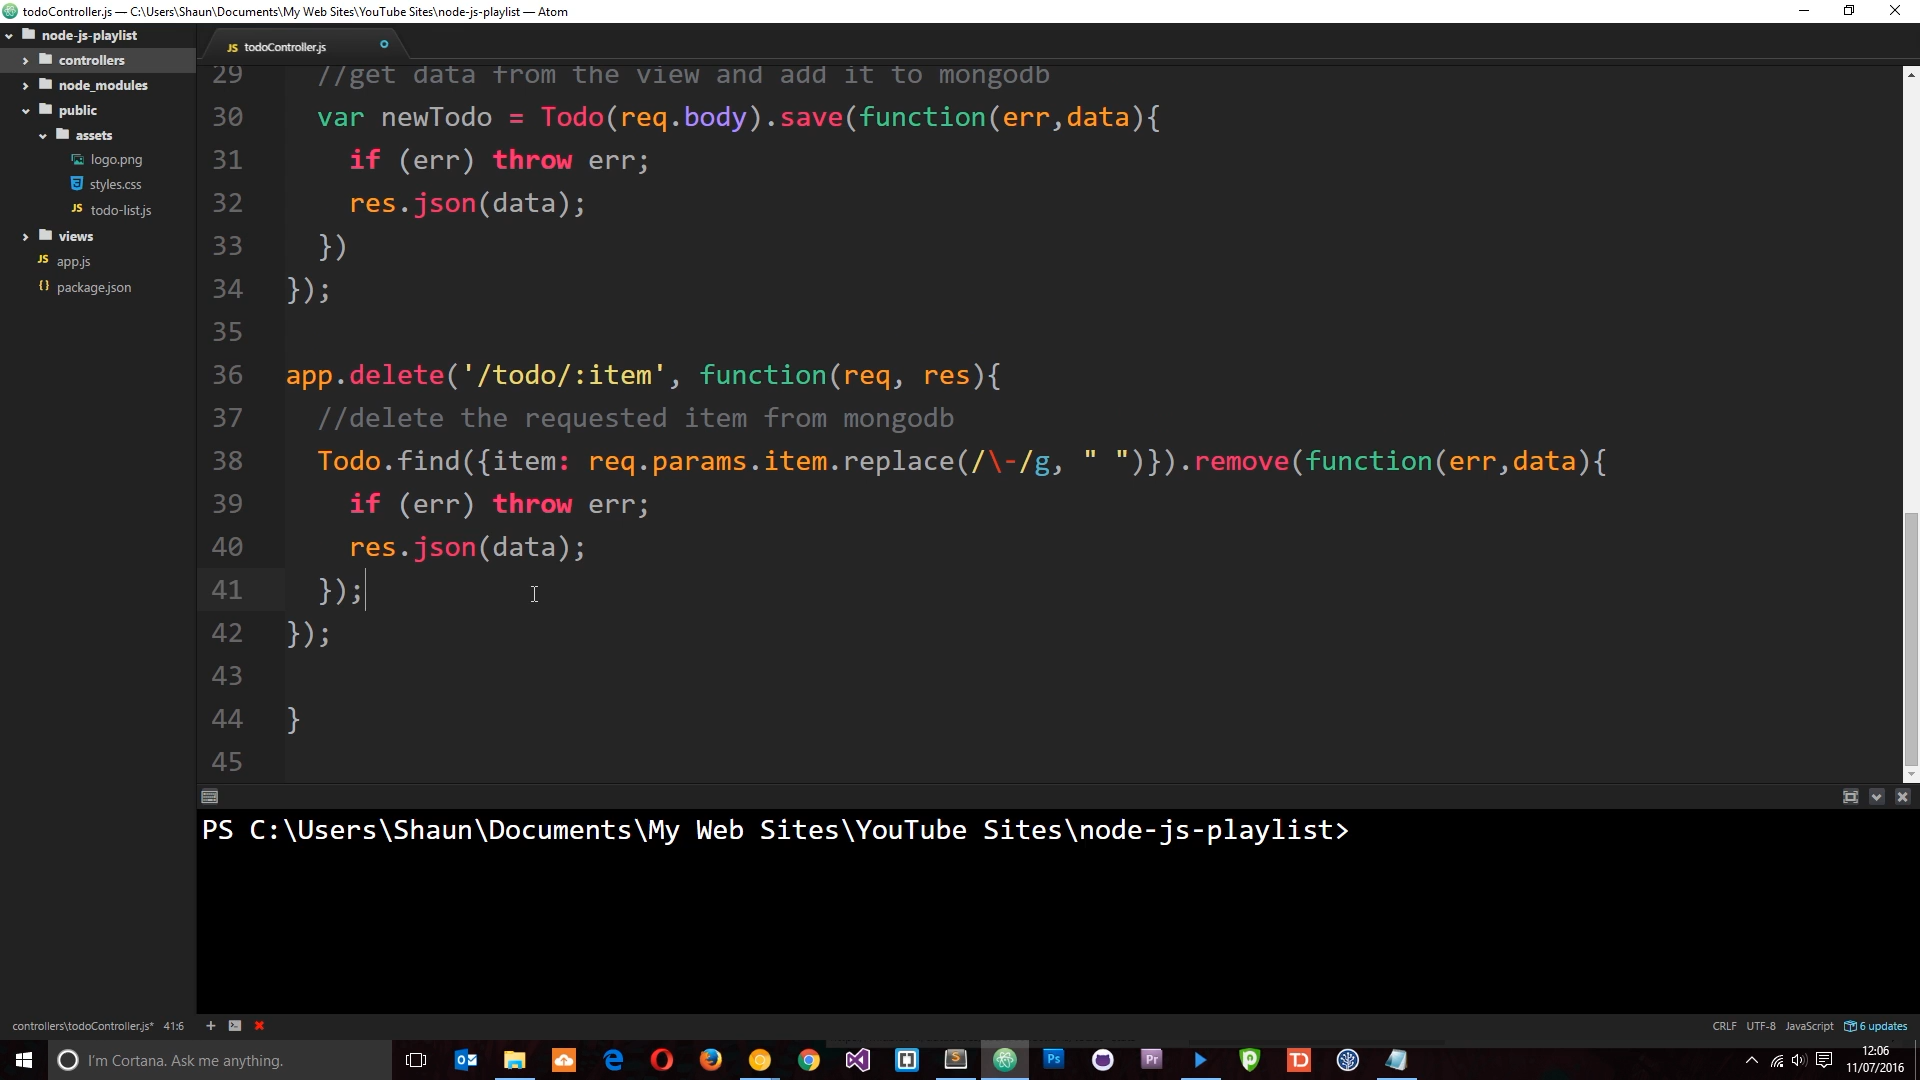 todoController.js — C:\Users\Shaun\Documents\My Web Sites\YouTube Sites\node-js-playlist — Atom
node-js-playlist
controllers
node_modules
public
assets
logo.png
styles.css
JS todo-list.js
views
JS app.js
{} package.json
JS todoController.js
29 //get data from the view and add it to mongodb
30 var newTodo = Todo(req.body).save(function(err,data){
31 if (err) throw err;
32 res.json(data);
33 })
34 });
35
36 app.delete('/todo/:item', function(req, res){
37 //delete the requested item from mongodb
38 Todo.find({item: req.params.item.replace(/\-/g, " ")}).remove(function(err,data){
39 if (err) throw err;
40 res.json(data);
41 });
42 });
43
44 }
45
PS C:\Users\Shaun\Documents\My Web Sites\YouTube Sites\node-js-playlist>
controllers\todoController.js* 41:6
CRLF UTF-8 JavaScript 6 updates
I'm Cortana. Ask me anything.
Ps
Pr
TD
12:06
11/07/2016